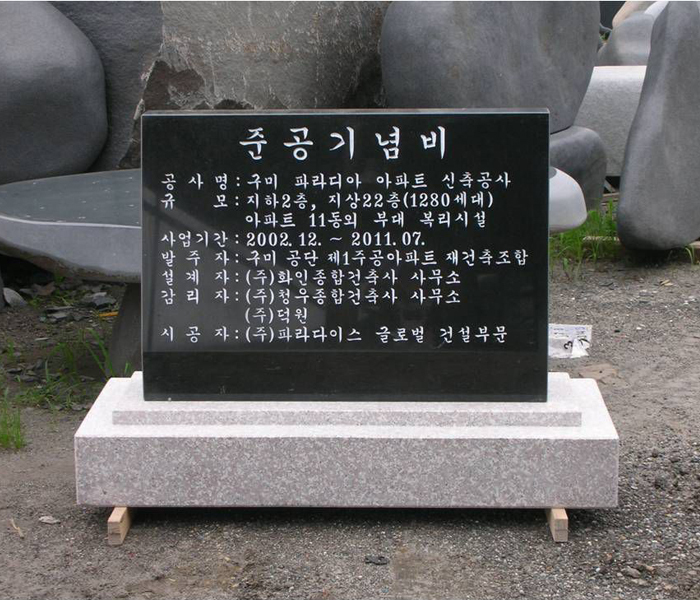 준공기념비
공 사 명 : 구미 파라디아 아파트 신축공사
규 모 : 지하2층, 지상22층(1280세대)
아파트 11동외 부대 복리시설
사업기간 : 2002. 12. ~ 2011. 07.
발 주 자 : 구미 공단 제1주공아파트 재건축조합
설 계 자 : (주)화인종합건축사 사무소
감 리 자 : (주)청우종합건축사 사무소
(주)덕원
시 공 자 : (주)파라다이스 글로벌 건설부문